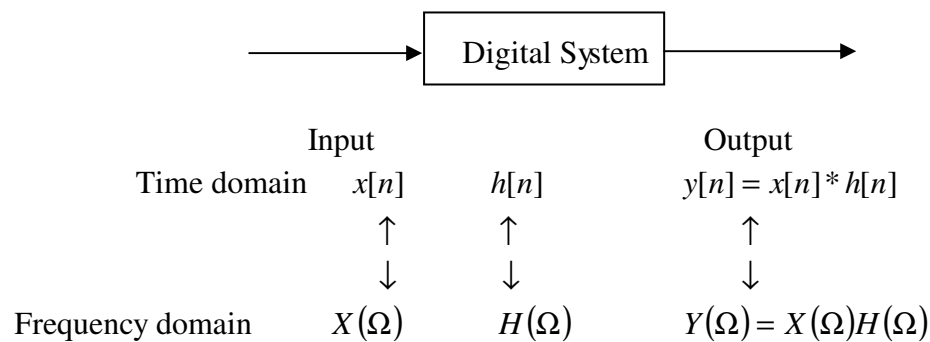 Digital System
Input Output
Time domain x[n] h[n] y[n] = x[n] * h[n]
↑ ↑ ↑
↓ ↓ ↓
Frequency domain X(Ω) H(Ω) Y(Ω) = X(Ω)H(Ω)